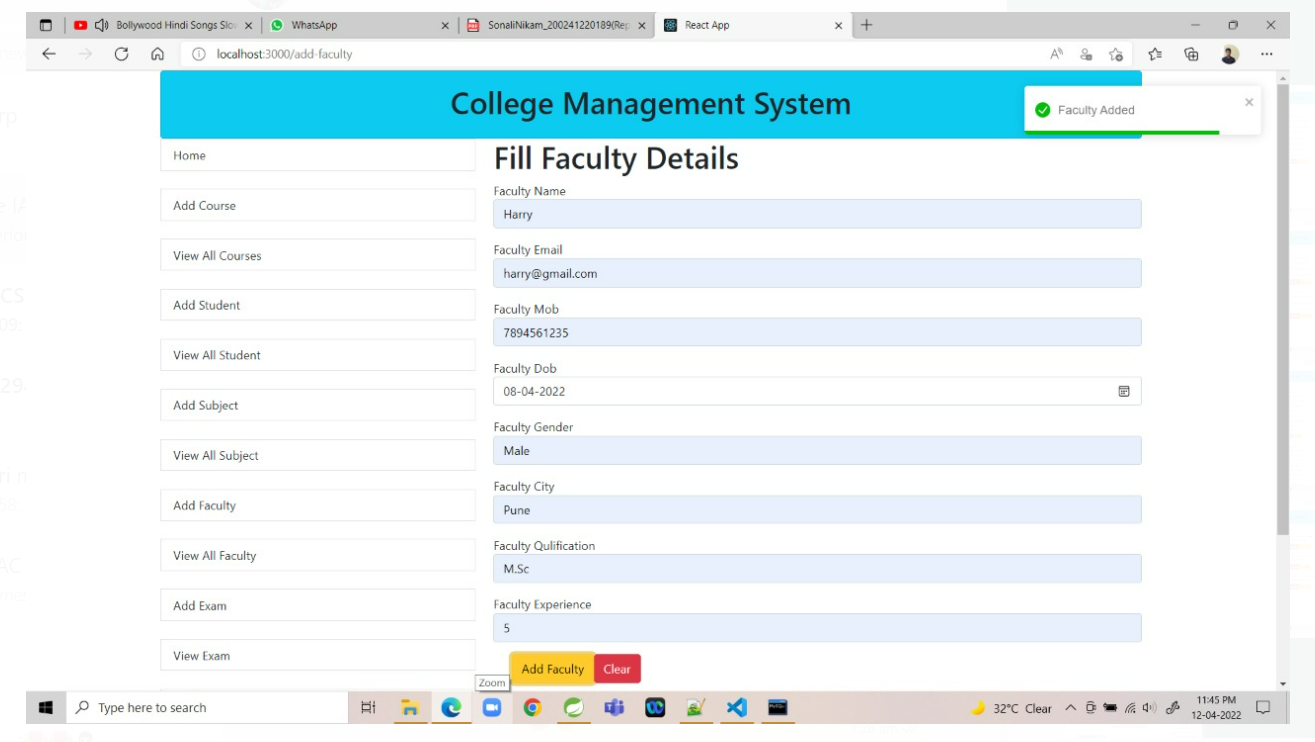 Bollywood Hindi Songs Slo
WhatsApp
SonaliNikam_200241220189(Rep
React App
localhost:3000/add-faculty
College Management System
Faculty Added
Home
Add Course
View All Courses
Add Student
View All Student
Add Subject
View All Subject
Add Faculty
View All Faculty
Add Exam
View Exam
Fill Faculty Details
Faculty Name
Harry
Faculty Email
harry@gmail.com
Faculty Mob
7894561235
Faculty Dob
08-04-2022
Faculty Gender
Male
Faculty City
Pune
Faculty Qulification
M.Sc
Faculty Experience
5
Add Faculty Clear
Zoom
Type here to search
32°C Clear
11:45 PM
12-04-2022